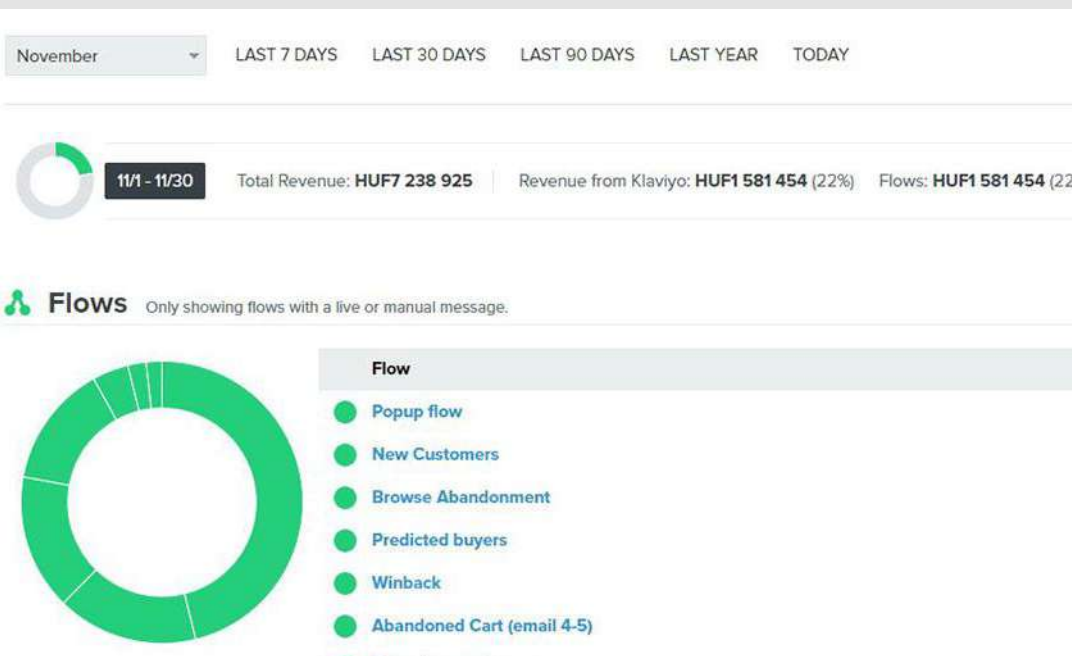 November LAST 7 DAYS LAST 30 DAYS LAST 90 DAYS LAST YEAR TODAY
11/1 - 11/30 Total Revenue: HUF7 238 925 Revenue from Klaviyo: HUF1 581 454 (22%) Flows: HUF1 581 454 (22
Flows Only showing flows with a live or manual message.
Flow
Popup flow
New Customers
Browse Abandonment
Predicted buyers
Winback
Abandoned Cart (email 4-5)